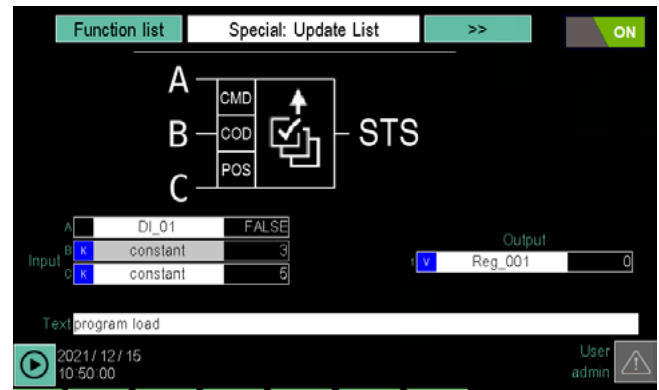 Function list Special: Update List >> ON
A CMD
B COD STS
C POS
A DI_01 FALSE
Input B K constant 3
C K constant 5
Output
1 V Reg_001 0
Text program load
2021/12/15
10:50:00
User
admin